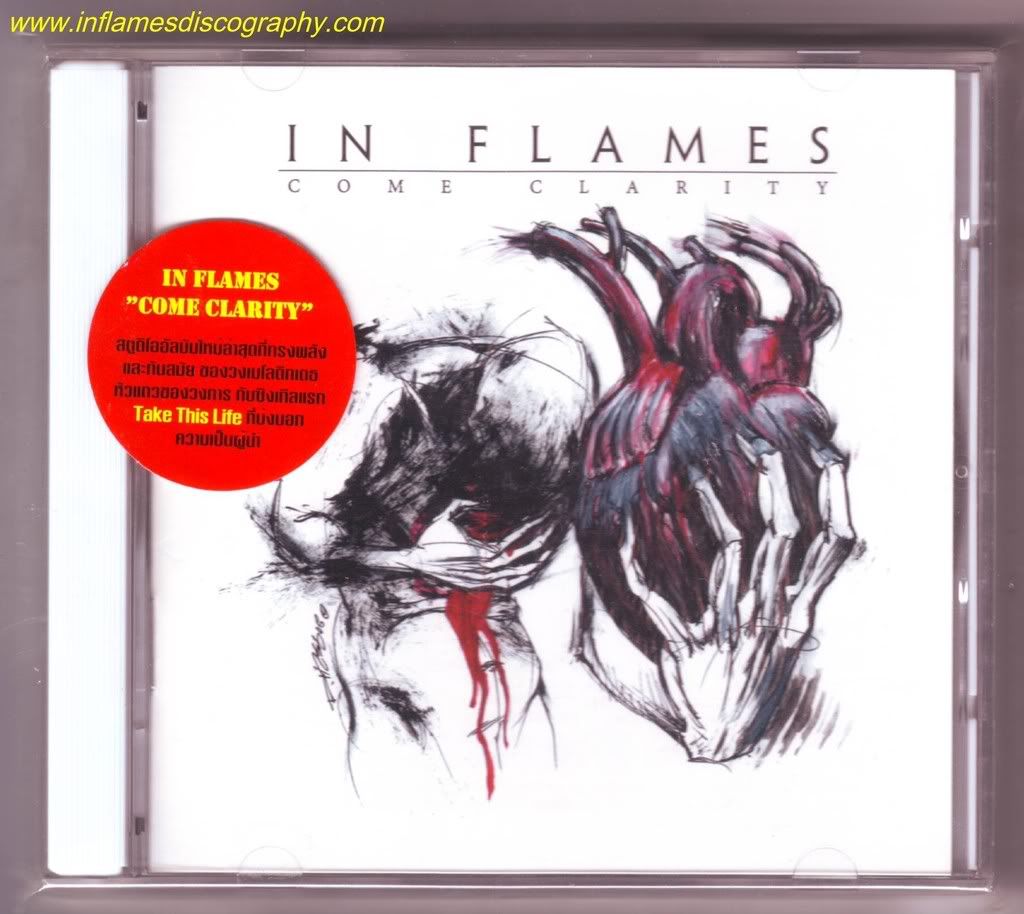 www.inflamesdiscography.com
IN FLAMES
COME CLARITY
IN FLAMES
"COME CLARITY"
สตูดิโออัลบั้มใหม่ล่าสุดที่ทรงพลัง
และทันสมัย ของวงเมโลดิกเดธ
หัวแถวของวงการ กับซิงเกิลแรก
Take This Life ที่บ่งบอก
ความเป็นผู้นำ